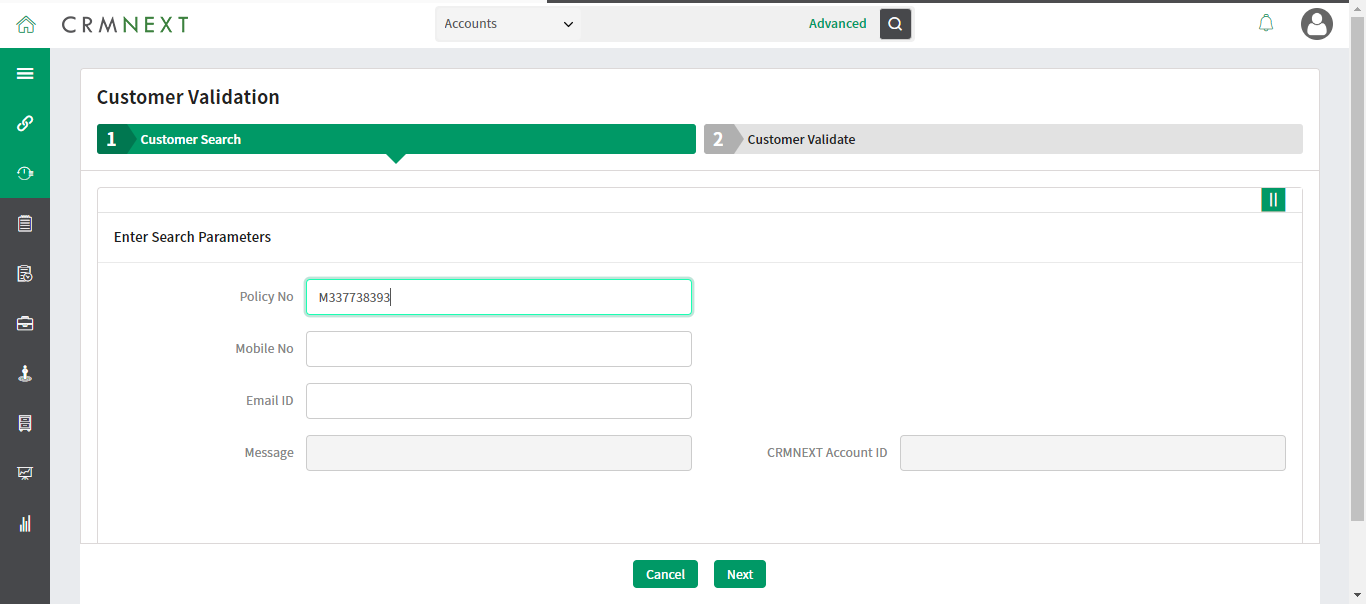 CRMNEXT
Accounts
Advanced
Customer Validation
1 Customer Search
2 Customer Validate
Enter Search Parameters
Policy No M337738393
Mobile No
Email ID
Message CRMNEXT Account ID
Cancel Next